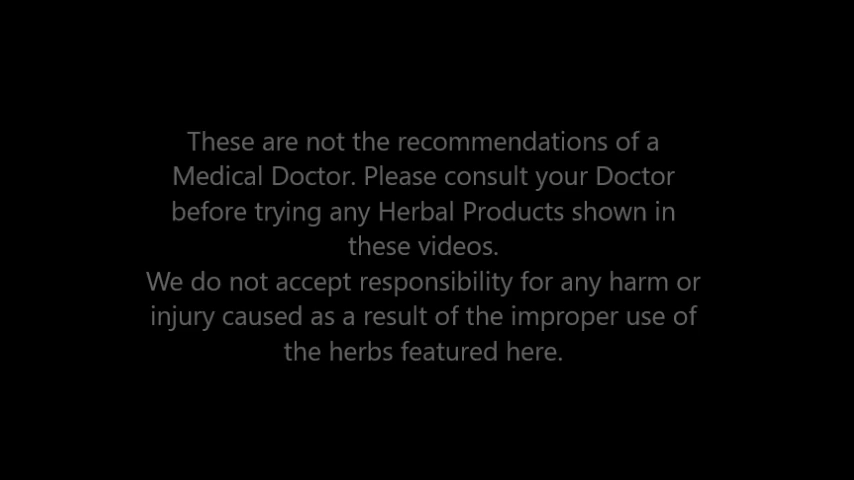 These are not the recommendations of a
Medical Doctor. Please consult your Doctor
before trying any Herbal Products shown in
these videos.
We do not accept responsibility for any harm or
injury caused as a result of the improper use of
the herbs featured here.